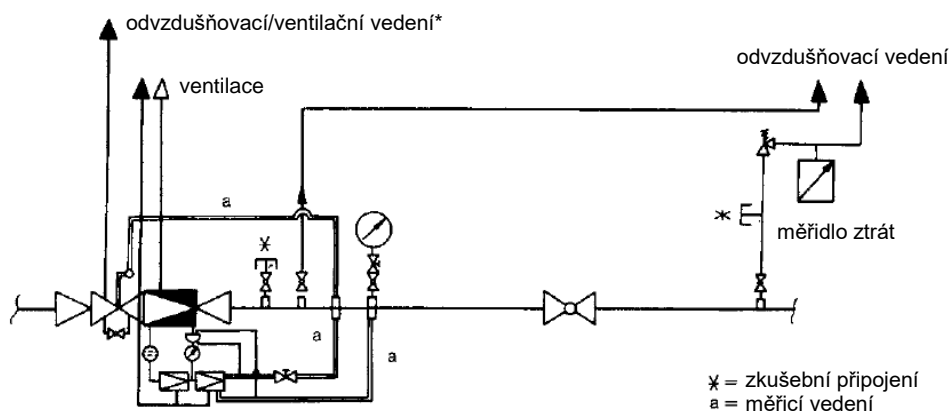 odvzdušňovací/ventilační vedení*
odvzdušňovací vedení
ventilace
a
měřidlo ztrát
a
a
= zkušební připojení
a = měřicí vedení